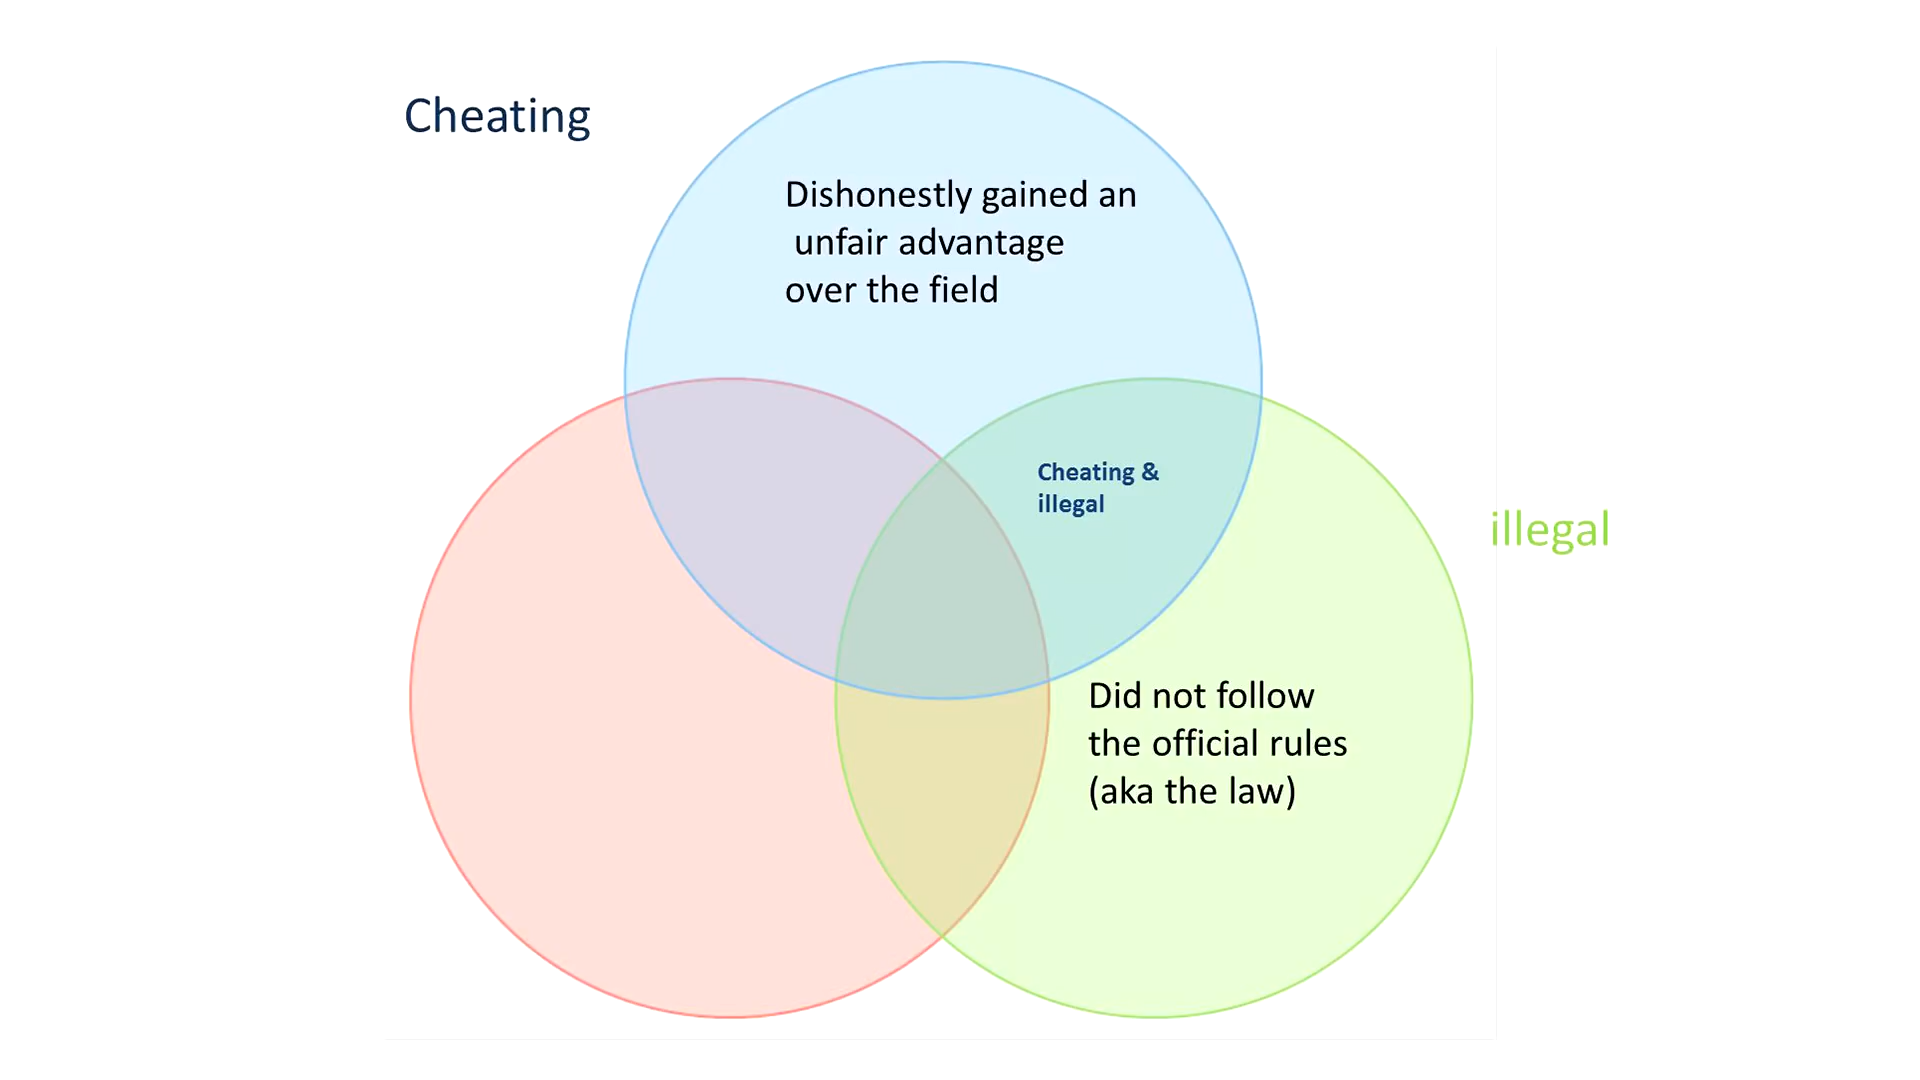 Cheating
Dishonestly gained an
unfair advantage
over the field
Cheating &
illegal
illegal
Did not follow
the official rules
(aka the law)